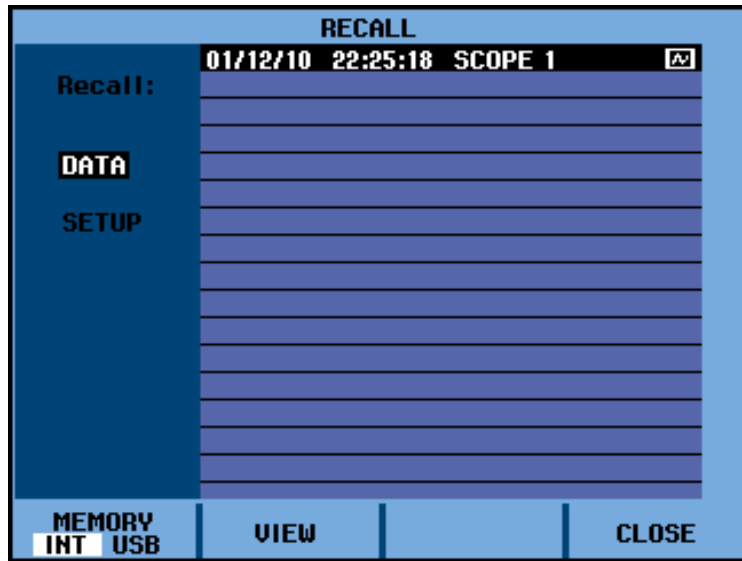 RECALL
Recall:
01/12/10 22:25:18 SCOPE 1
DATA
SETUP
MEMORY
INT USB
VIEW
CLOSE